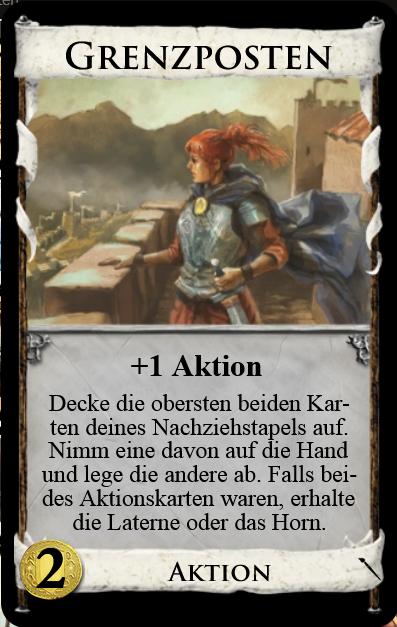 GRENZPOSTEN
+1 Aktion
Decke die obersten beiden Kar-
ten deines Nachziehstapels auf.
Nimm eine davon auf die Hand
und lege die andere ab. Falls bei-
des Aktionskarten waren, erhalte
die Laterne oder das Horn.
2
AKTION